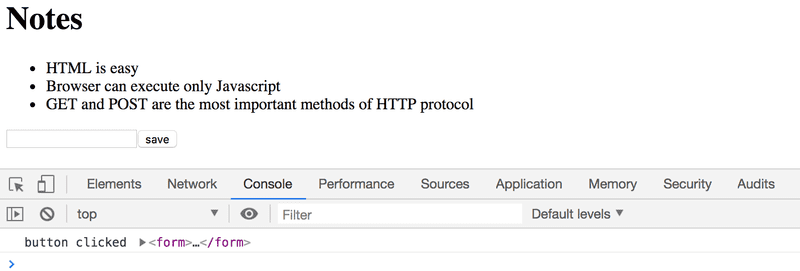 Notes
HTML is easy
Browser can execute only Javascript
GET and POST are the most important methods of HTTP protocol
save
Elements Network Console Performance Sources Application Memory Security Audits
top Filter Default levels
button clicked <form>…</form>